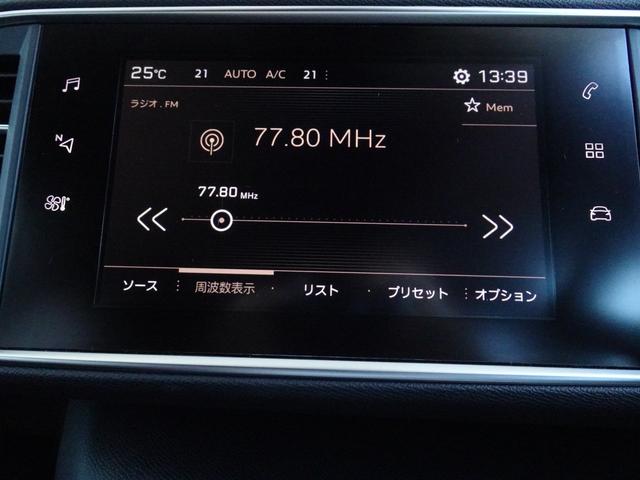 25℃ 21 AUTO A/C 21 13:39
ラジオ . FM
Mem
77.80 MHz
77.80 MHz
N
ソース 周波数表示 リスト プリセット オプション